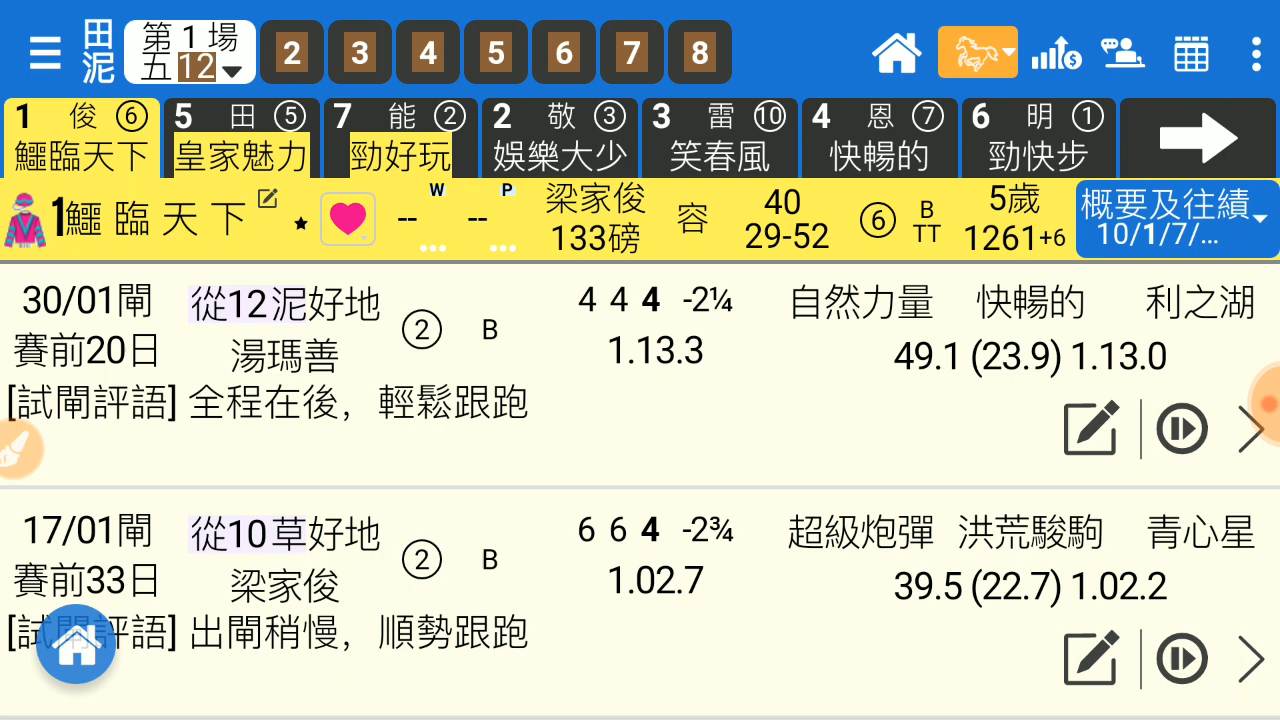 田泥 第1場 五12 2 3 4 5 6 7 8
1 俊 ⑥ 5 田 ⑤ 7 能 ② 2 敬 ③ 3 雷 ⑩ 4 恩 ⑦ 6 明 ①
鱷臨天下 皇家魅力 勁好玩 娛樂大少 笑春風 快暢的 勁快步
1鱷臨天下 -- W -- P 梁家俊 容 40 ⑥ B 5歲 概要及往績
... ... 133磅 29-52 TT 1261+6 10/1/7/...
30/01閘 從12泥好地 ② B 4 4 4 -2¼ 自然力量 快暢的 利之湖
賽前20日 湯瑪善 1.13.3 49.1 (23.9) 1.13.0
[試閘評語] 全程在後，輕鬆跟跑
17/01閘 從10草好地 ② B 6 6 4 -2¾ 超級炮彈 洪荒駿駒 青心星
賽前33日 梁家俊 1.02.7 39.5 (22.7) 1.02.2
[試閘評語] 出閘稍慢，順勢跟跑